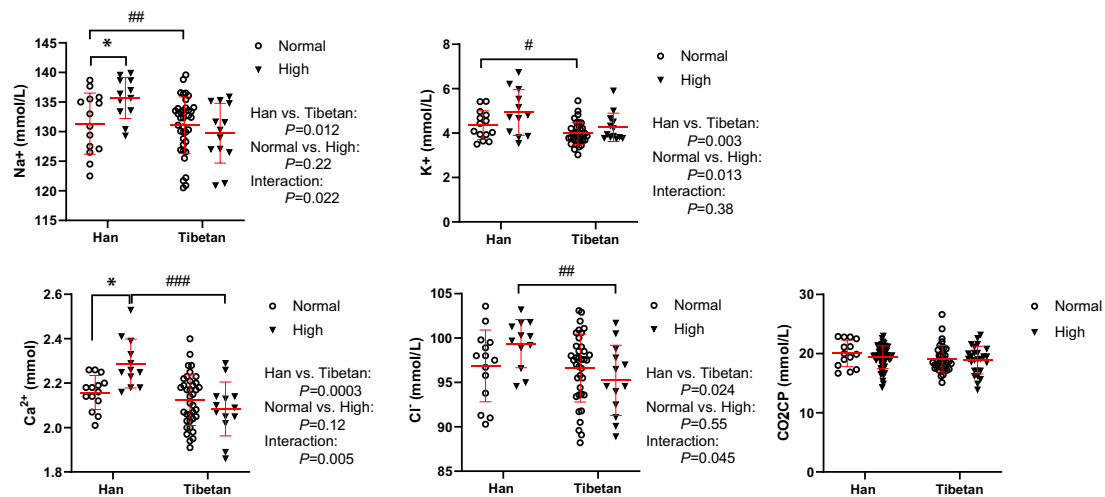 ##
*
145
140
135
130
125
120
115
Na+ (mmol/L)
Han
Tibetan
Normal
High
Han vs. Tibetan:
P=0.012
Normal vs. High:
P=0.22
Interaction:
P=0.022
#
8
6
4
2
0
K+ (mmol/L)
Han
Tibetan
Normal
High
Han vs. Tibetan:
P=0.003
Normal vs. High:
P=0.013
Interaction:
P=0.38
*
###
2.6
2.4
2.2
2.0
1.8
Ca²⁺ (mmol)
Han
Tibetan
Normal
High
Han vs. Tibetan:
P=0.0003
Normal vs. High:
P=0.12
Interaction:
P=0.005
##
105
100
95
90
85
Cl⁻ (mmol/L)
Han
Tibetan
Normal
High
Han vs. Tibetan:
P=0.024
Normal vs. High:
P=0.55
Interaction:
P=0.045
30
20
10
0
CO2CP (mmol/L)
Han
Tibetan
Normal
High